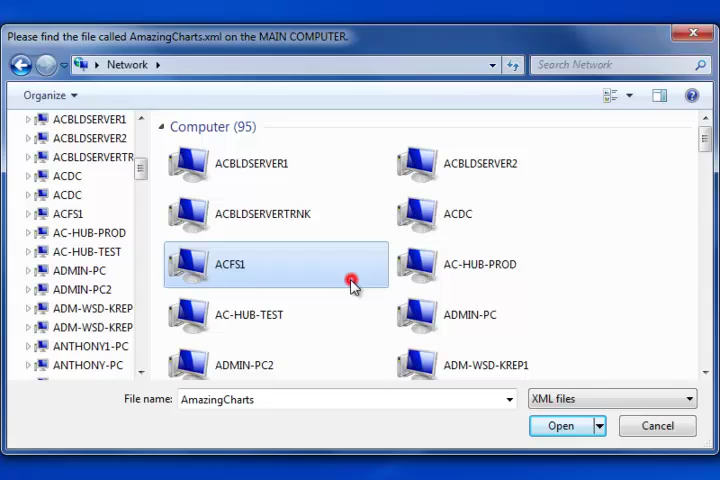 Please find the file called AmazingCharts.xml on the MAIN COMPUTER.
Network
Search Network
Organize
ACBLDSERVER1
ACBLDSERVER2
ACBLDSERVERTR
ACDC
ACDC
ACFS1
AC-HUB-PROD
AC-HUB-TEST
ADMIN-PC
ADMIN-PC2
ADM-WSD-KREP
ADM-WSD-KREP
ANTHONY1-PC
ANTHONY-PC
Computer (95)
ACBLDSERVER1 ACBLDSERVER2
ACBLDSERVERTRNK ACDC
ACFS1 AC-HUB-PROD
AC-HUB-TEST ADMIN-PC
ADMIN-PC2 ADM-WSD-KREP1
File name: AmazingCharts XML files
Open Cancel